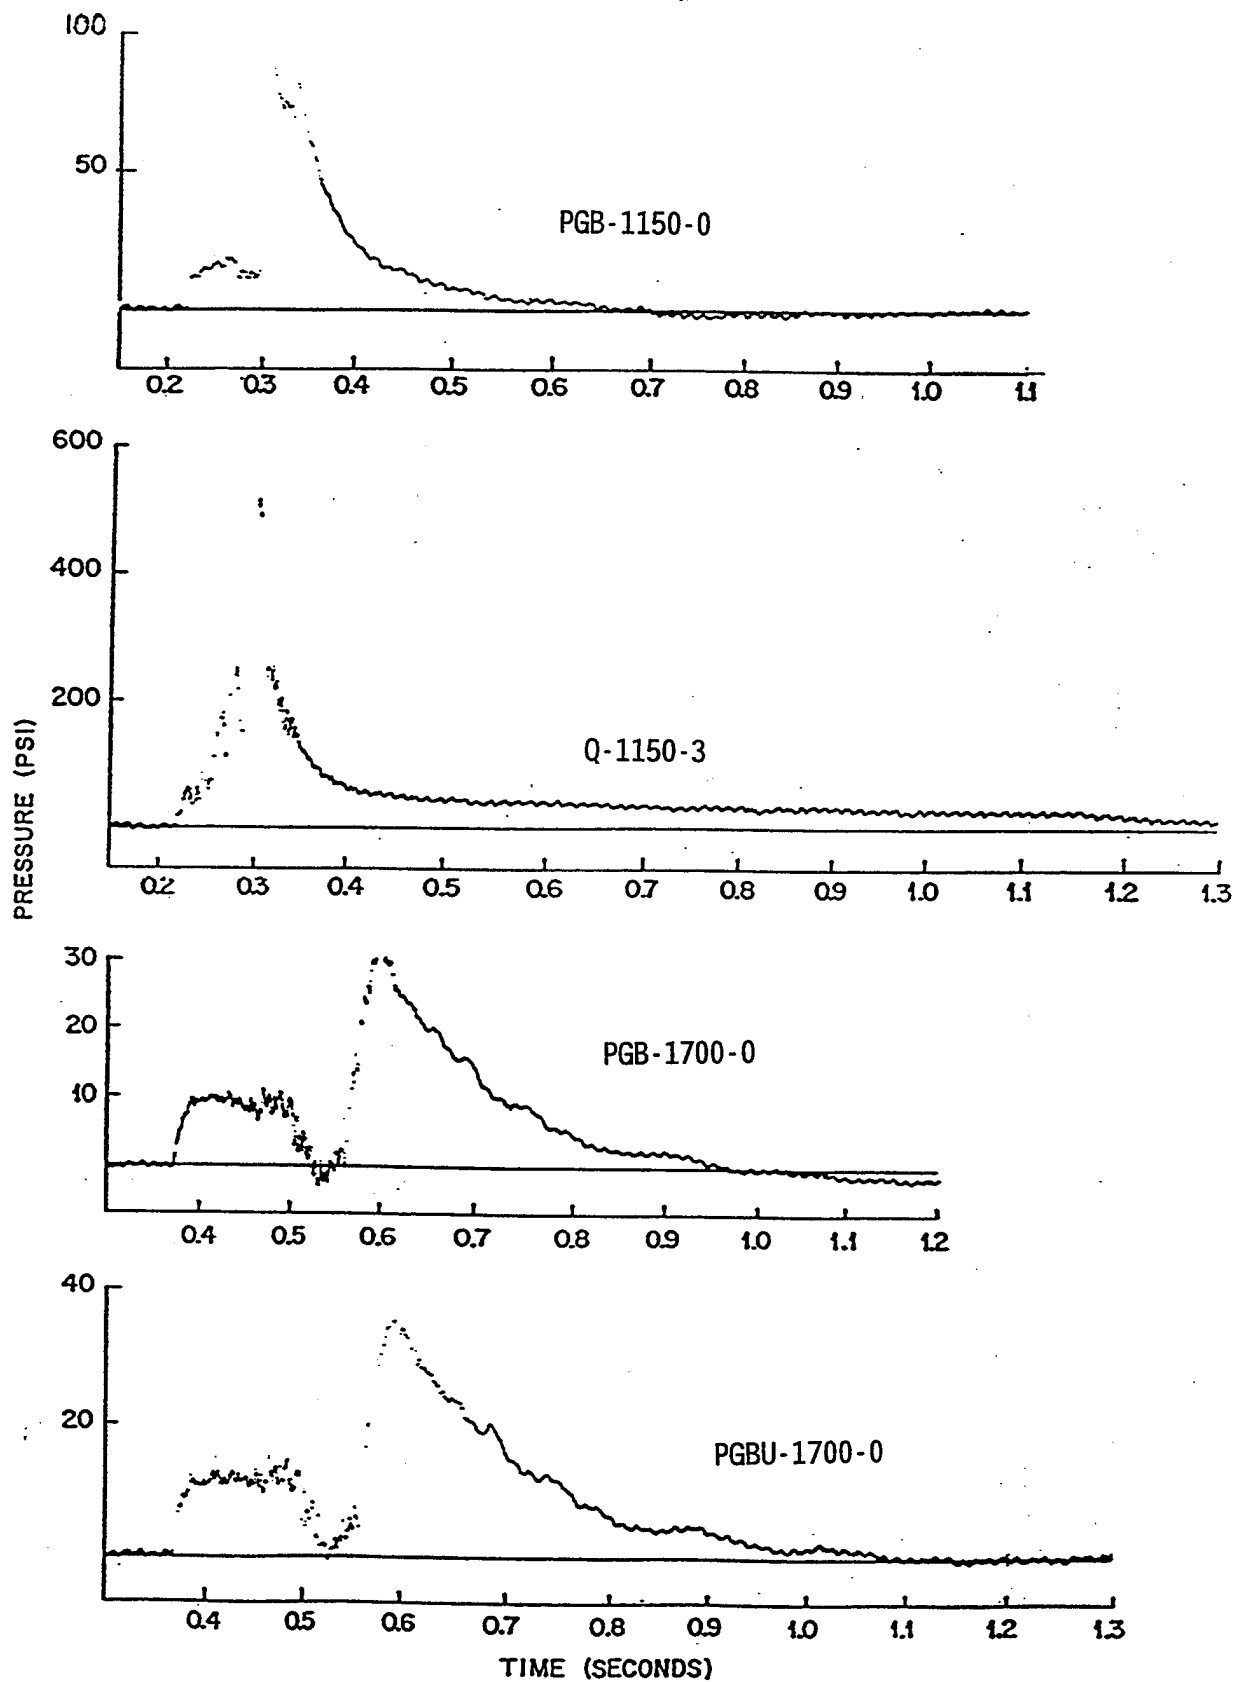 100
50
PGB-1150-0
0.2 0.3 0.4 0.5 0.6 0.7 0.8 0.9 1.0 1.1
600
400
200
Q-1150-3
0.2 0.3 0.4 0.5 0.6 0.7 0.8 0.9 1.0 1.1 1.2 1.3
PRESSURE (PSI)
30
20
10
PGB-1700-0
0.4 0.5 0.6 0.7 0.8 0.9 1.0 1.1 1.2
40
20
PGBU-1700-0
0.4 0.5 0.6 0.7 0.8 0.9 1.0 1.1 1.2 1.3
TIME (SECONDS)